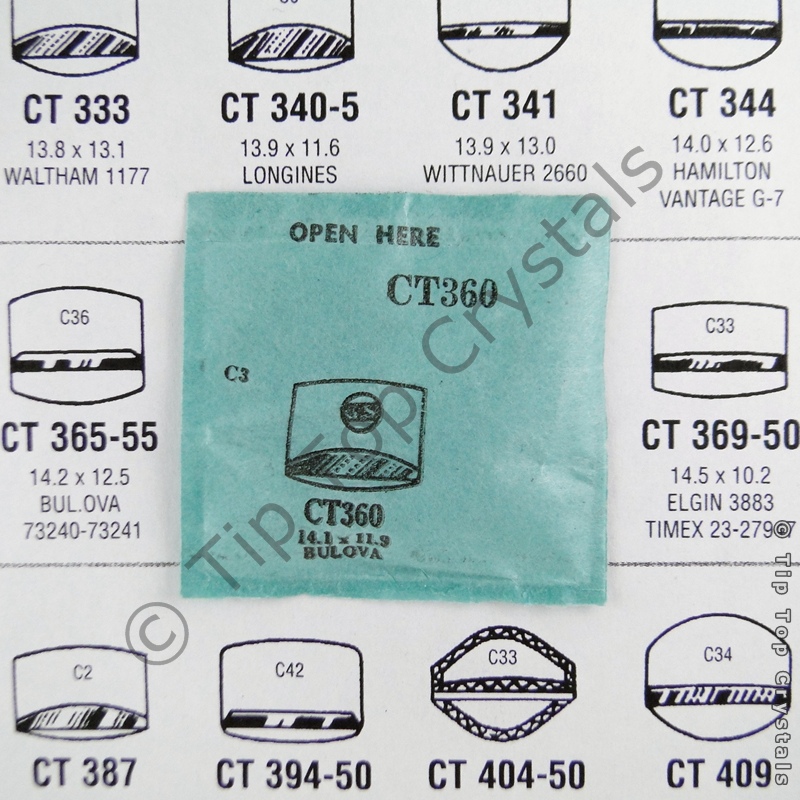 CT 333
13.8 x 13.1
WALTHAM 1177
CT 340-5
13.9 x 11.6
LONGINES
CT 341
13.9 x 13.0
WITTNAUER 2660
CT 344
14.0 x 12.6
HAMILTON
VANTAGE G-7
OPEN HERE
CT360
C3
CT360
14.1 x 11.9
BULOVA
C36
CT 365-55
14.2 x 12.5
BULOVA
73240-73241
C33
CT 369-50
14.5 x 10.2
ELGIN 3883
C2
CT 387
C42
CT 394-50
C33
CT 404-50
C34
CT 409
© Tip Top Crystals
© Tip Top Crystals